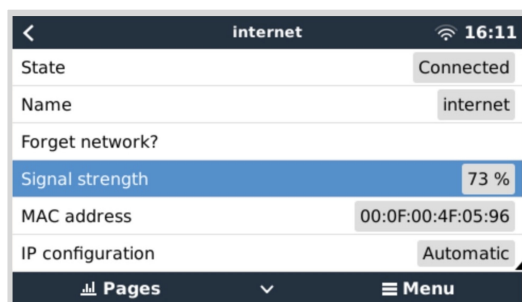 internet 16:11
State Connected
Name internet
Forget network?
Signal strength 73 %
MAC address 00:0F:00:4F:05:96
IP configuration Automatic
Pages Menu